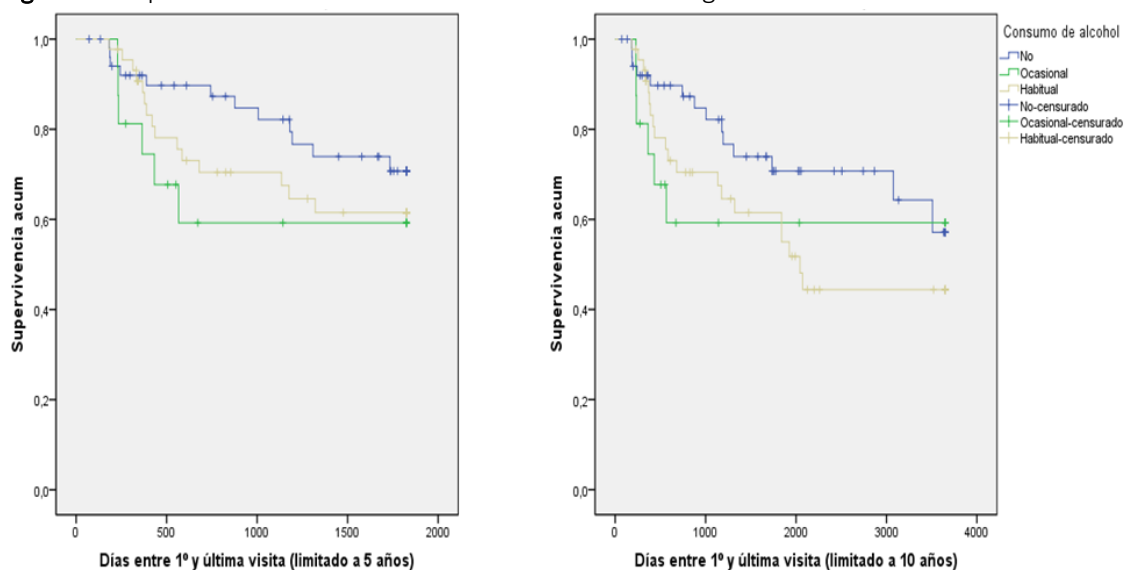 Supervivencia acum
1,0
0,8
0,6
0,4
0,2
0,0
0 500 1000 1500 2000
Días entre 1º y última visita (limitado a 5 años)
Supervivencia acum
1,0
0,8
0,6
0,4
0,2
0,0
0 1000 2000 3000 4000
Días entre 1º y última visita (limitado a 10 años)
Consumo de alcohol
No
Ocasional
Habitual
No-censurado
Ocasional-censurado
Habitual-censurado